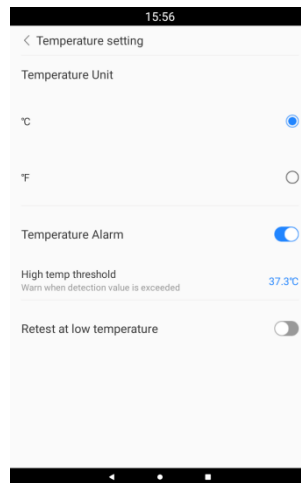 15:56
Temperature setting
Temperature Unit
℃
℉
Temperature Alarm
High temp threshold
Warn when detection value is exceeded
37.3℃
Retest at low temperature